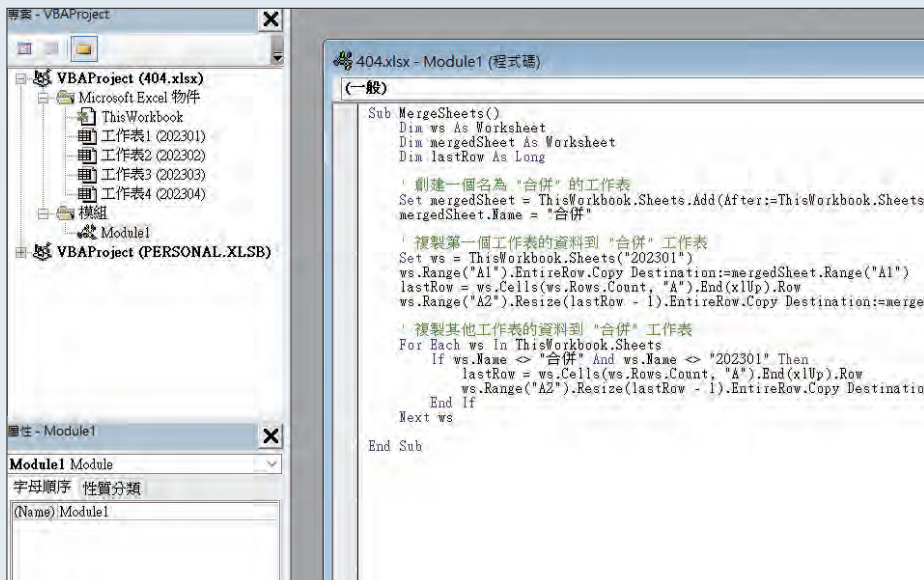 專案 - VBAProject
VBAProject (404.xlsx)
Microsoft Excel 物件
ThisWorkbook
工作表1 (202301)
工作表2 (202302)
工作表3 (202303)
工作表4 (202304)
模組
Module1
VBAProject (PERSONAL.XLSB)
屬性 - Module1
Module1 Module
字母順序 性質分類
(Name) Module1
404.xlsx - Module1 (程式碼)
(一般)
Sub MergeSheets()
Dim ws As Worksheet
Dim mergedSheet As Worksheet
Dim lastRow As Long
' 創建一個名為 "合併" 的工作表
Set mergedSheet = ThisWorkbook.Sheets.Add(After:=ThisWorkbook.Sheets
mergedSheet.Name = "合併"
' 複製第一個工作表的資料到 "合併" 工作表
Set ws = ThisWorkbook.Sheets("202301")
ws.Range("A1").EntireRow.Copy Destination:=mergedSheet.Range("A1")
lastRow = ws.Cells(ws.Rows.Count, "A").End(xlUp).Row
ws.Range("A2").Resize(lastRow - 1).EntireRow.Copy Destination:=merge
' 複製其他工作表的資料到 "合併" 工作表
For Each ws In ThisWorkbook.Sheets
If ws.Name <> "合併" And ws.Name <> "202301" Then
lastRow = ws.Cells(ws.Rows.Count, "A").End(xlUp).Row
ws.Range("A2").Resize(lastRow - 1).EntireRow.Copy Destinatio
End If
Next ws
End Sub